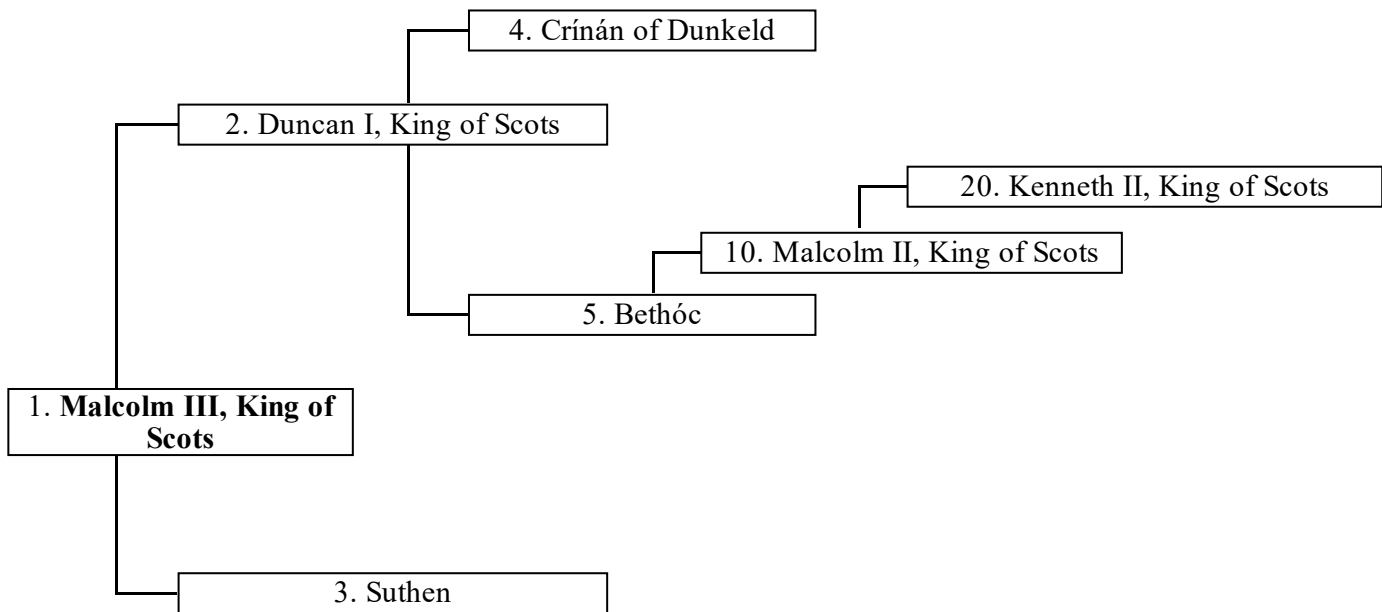 4. Crínán of Dunkeld
2. Duncan I, King of Scots
20. Kenneth II, King of Scots
10. Malcolm II, King of Scots
5. Bethóc
1. Malcolm III, King of
Scots
3. Suthen